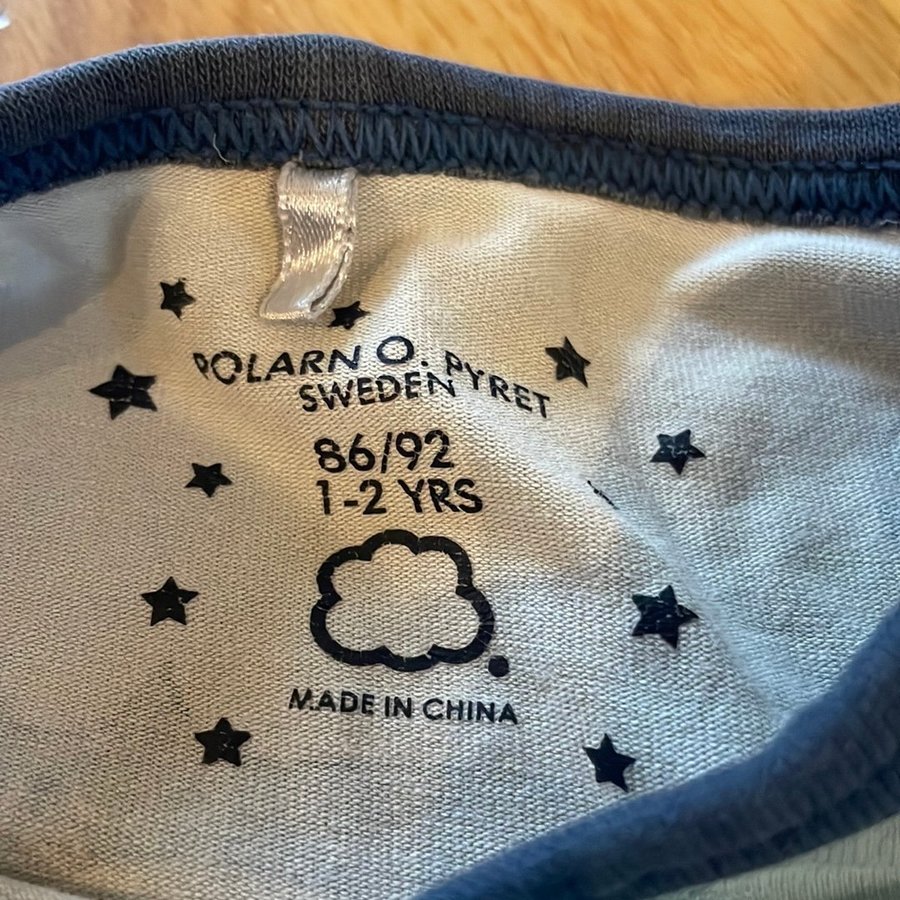 POLARN O. PYRET
SWEDEN
86/92
1-2 YRS
MADE IN CHINA